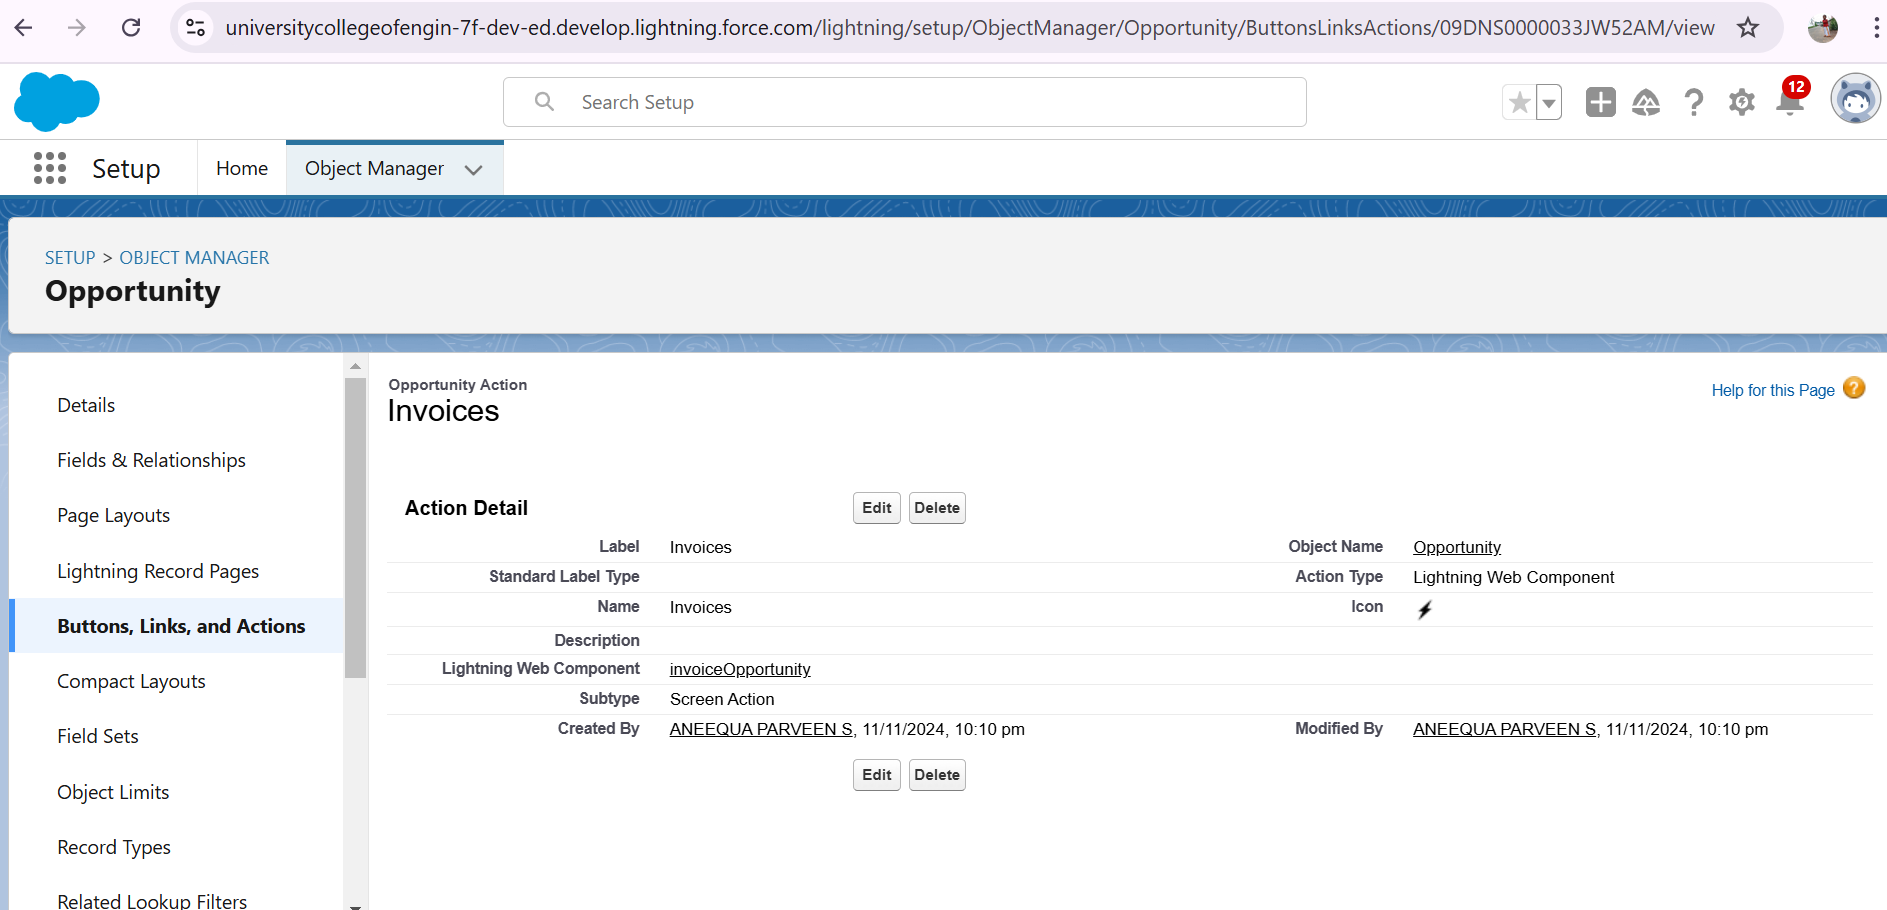 universitycollegeofengin-7f-dev-ed.develop.lightning.force.com/lightning/setup/ObjectManager/Opportunity/ButtonsLinksActions/09DNS0000033JW52AM/view
Search Setup
12
Setup
Home
Object Manager
SETUP > OBJECT MANAGER
Opportunity
Details
Fields & Relationships
Page Layouts
Lightning Record Pages
Buttons, Links, and Actions
Compact Layouts
Field Sets
Object Limits
Record Types
Related Lookup Filters
Opportunity Action
Invoices
Help for this Page ?
Action Detail
Edit Delete
Label Invoices Object Name Opportunity
Standard Label Type Action Type Lightning Web Component
Name Invoices Icon
Description
Lightning Web Component invoiceOpportunity
Subtype Screen Action
Created By ANEEQUA PARVEEN S, 11/11/2024, 10:10 pm Modified By ANEEQUA PARVEEN S, 11/11/2024, 10:10 pm
Edit Delete